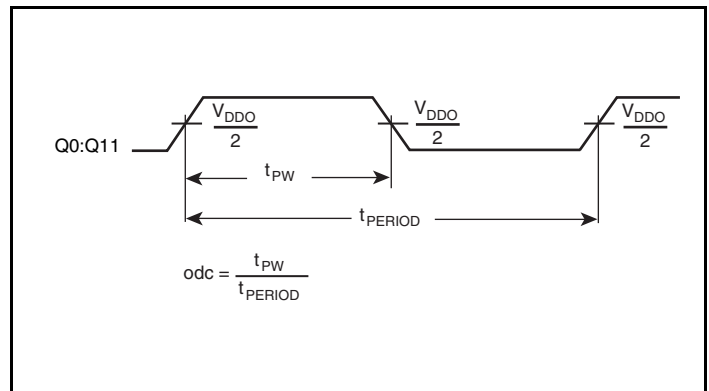 V_DDO/2 V_DDO/2 V_DDO/2
Q0:Q11
t_PW
t_PERIOD
odc = t_PW/t_PERIOD